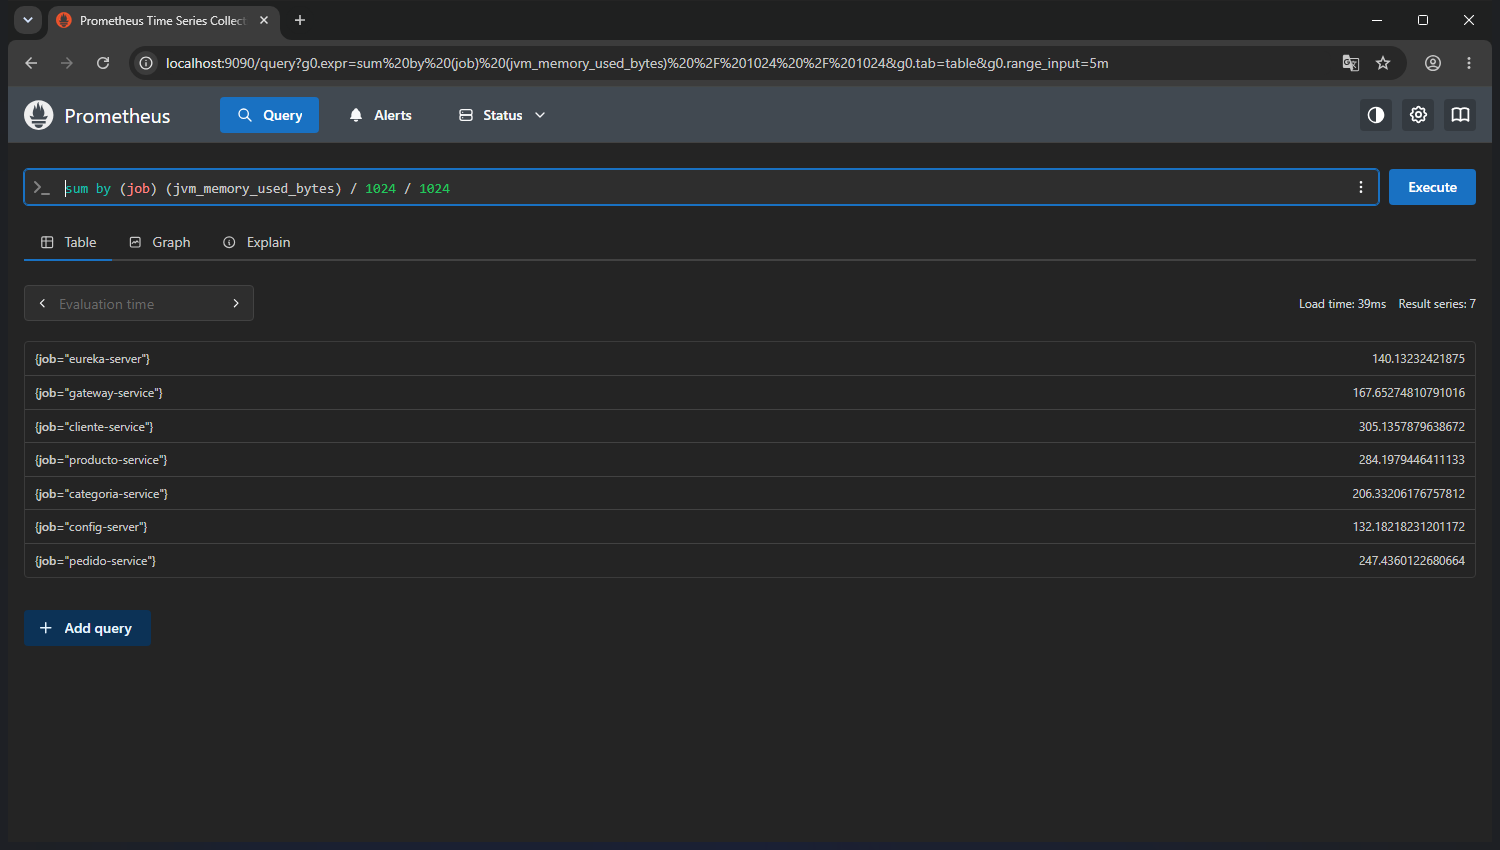 Prometheus Time Series Collect
localhost:9090/query?g0.expr=sum%20by%20(job)%20(jvm_memory_used_bytes)%20%2F%201024%20%2F%201024&g0.tab=table&g0.range_input=5m
Prometheus
Query
Alerts
Status
sum by (job) (jvm_memory_used_bytes) / 1024 / 1024
Execute
Table
Graph
Explain
Evaluation time
Load time: 39ms Result series: 7
{job="eureka-server"} 140.13232421875
{job="gateway-service"} 167.65274810791016
{job="cliente-service"} 305.1357879638672
{job="producto-service"} 284.1979446411133
{job="categoria-service"} 206.33206176757812
{job="config-server"} 132.18218231201172
{job="pedido-service"} 247.4360122680664
Add query